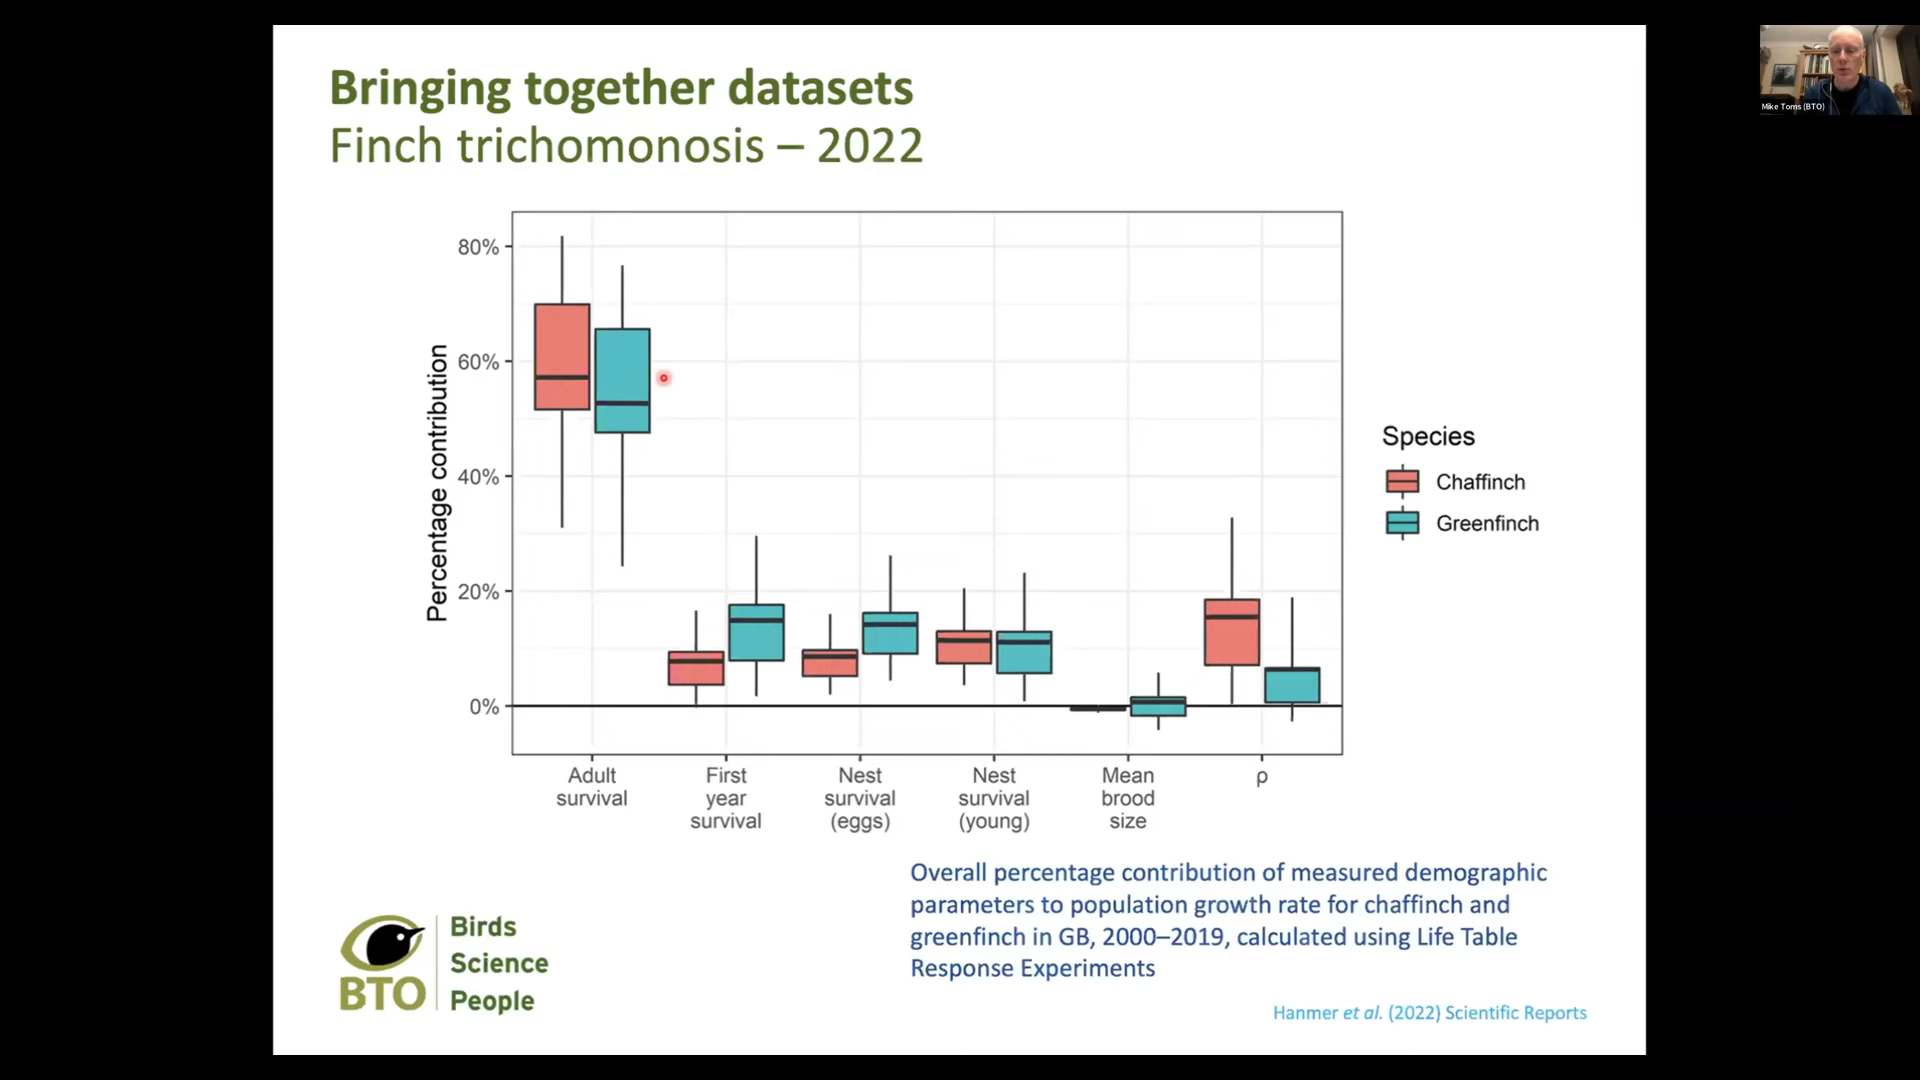 Bringing together datasets
Finch trichomonosis – 2022
Mike Toms (BTO)
Percentage contribution
80%
60%
40%
20%
0%
Adult
survival
First
year
survival
Nest
survival
(eggs)
Nest
survival
(young)
Mean
brood
size
ρ
Species
Chaffinch
Greenfinch
Overall percentage contribution of measured demographic
parameters to population growth rate for chaffinch and
greenfinch in GB, 2000–2019, calculated using Life Table
Response Experiments
Hanmer et al. (2022) Scientific Reports
BTO
Birds
Science
People